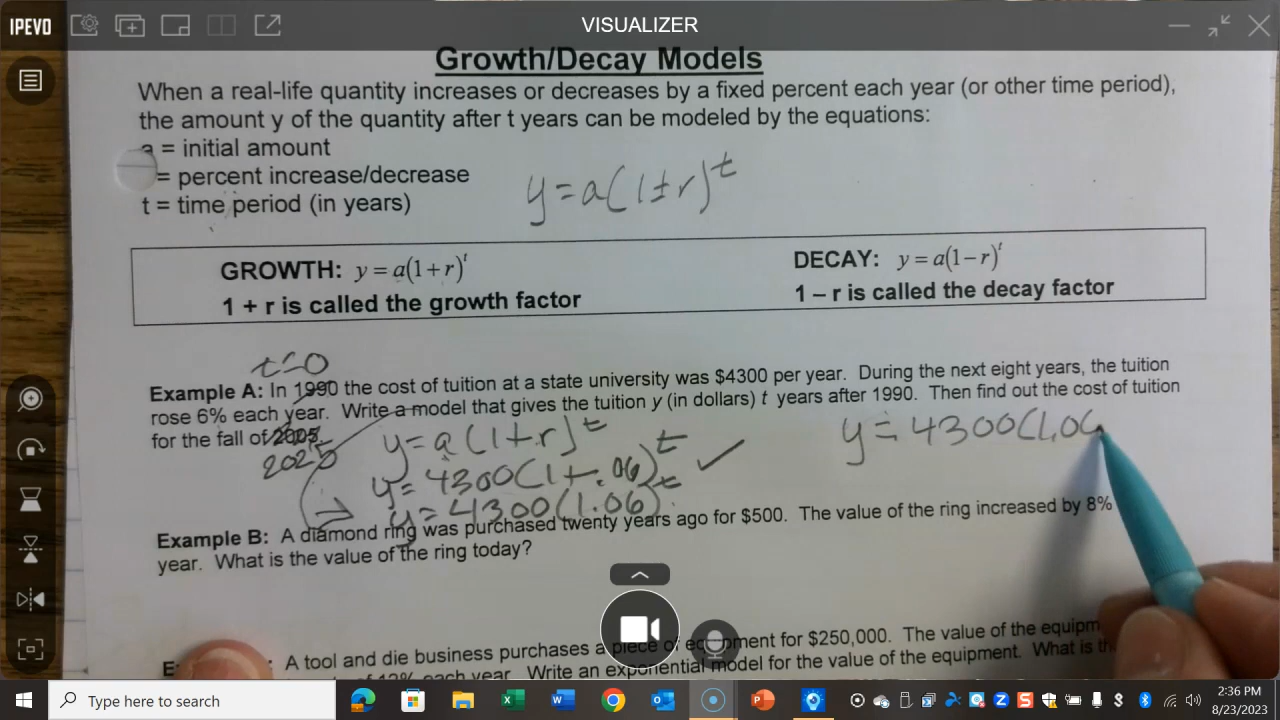 IPEVO
VISUALIZER
Growth/Decay Models
When a real-life quantity increases or decreases by a fixed percent each year (or other time period),
the amount y of the quantity after t years can be modeled by the equations:
a = initial amount
= percent increase/decrease
t = time period (in years)
y = a(1±r)^t
GROWTH: y = a(1+r)^t
1 + r is called the growth factor
DECAY: y = a(1−r)^t
1 – r is called the decay factor
t=0
Example A: In 1990 the cost of tuition at a state university was $4300 per year. During the next eight years, the tuition
rose 6% each year. Write a model that gives the tuition y (in dollars) t years after 1990. Then find out the cost of tuition
for the fall of 2005.
2025
y = a(1+r)^t
y = 4300(1+.06)^t ✓
y = 4300(1.06)^t
y = 4300(1.06
Example B: A diamond ring was purchased twenty years ago for $500. The value of the ring increased by 8%
year. What is the value of the ring today?
A tool and die business purchases a piece of equipment for $250,000. The value of the equipm
12% each year. Write an exponential model for the value of the equipment. What is th
Type here to search
2:36 PM
8/23/2023